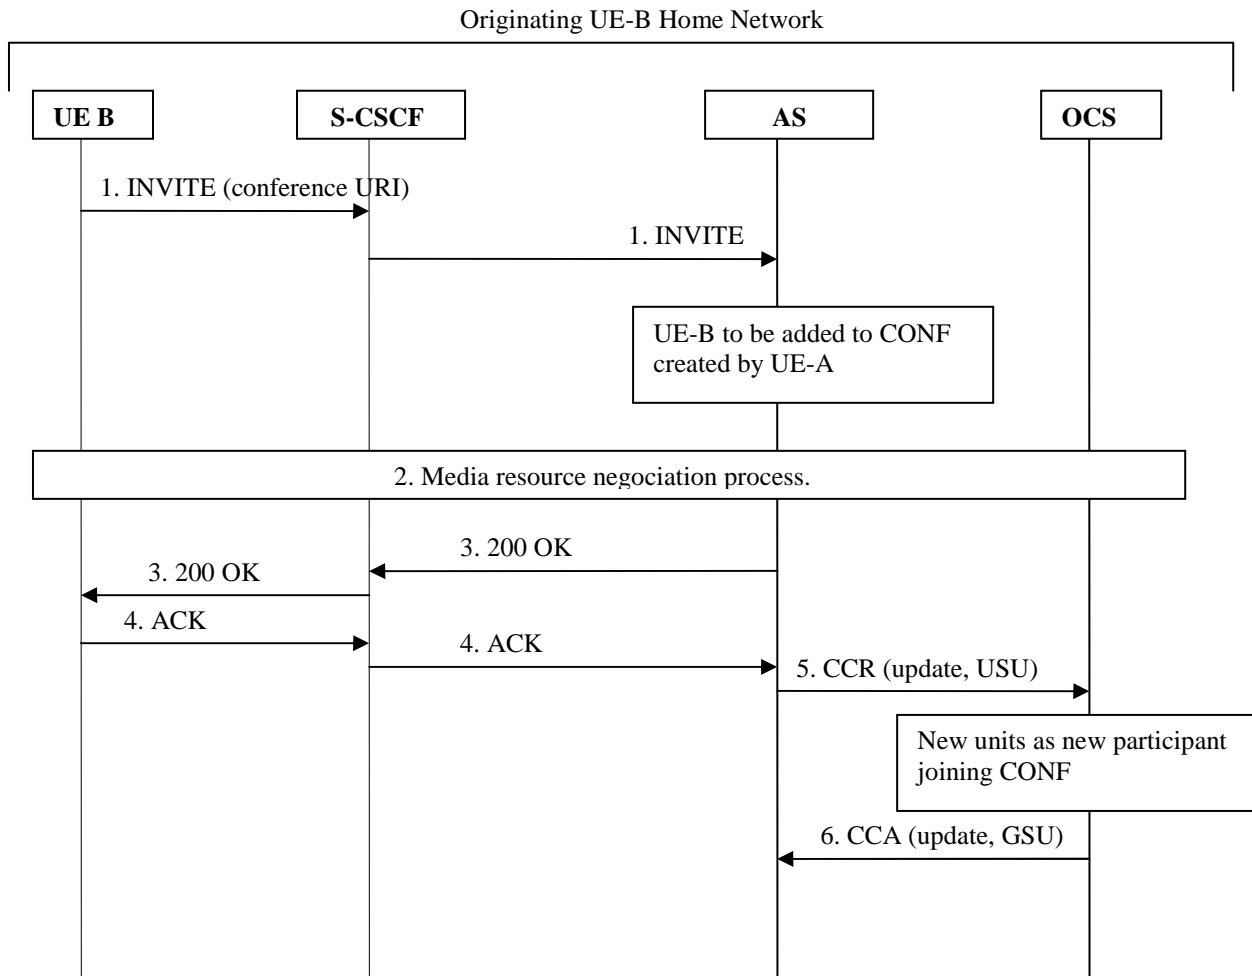 Originating UE-B Home Network
UE B
S-CSCF
AS
OCS
1. INVITE (conference URI)
1. INVITE
UE-B to be added to CONF
created by UE-A
2. Media resource negociation process.
3. 200 OK
3. 200 OK
4. ACK
4. ACK
5. CCR (update, USU)
New units as new participant
joining CONF
6. CCA (update, GSU)